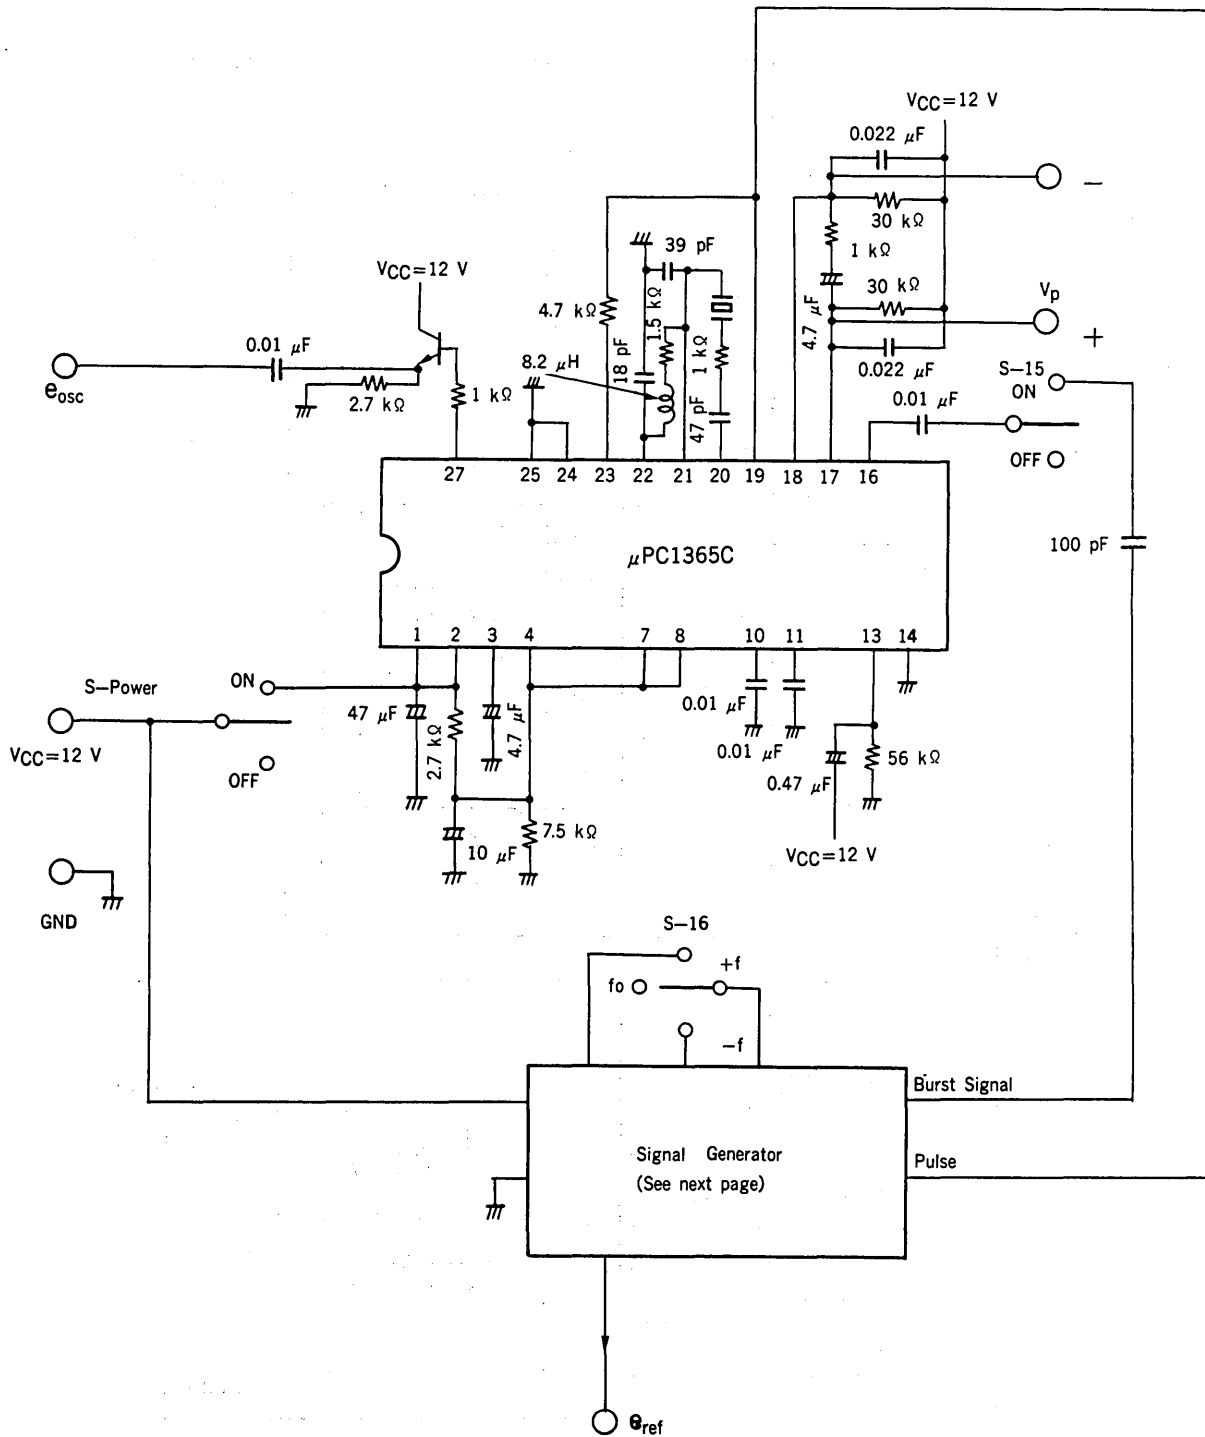 VCC=12 V
0.022 μF
−
30 kΩ
1 kΩ
39 pF
VCC=12 V
30 kΩ
Vp
4.7 kΩ
1.5 kΩ
4.7 μF
+
0.01 μF
18 pF
1 kΩ
0.022 μF
8.2 μH
S-15
ON
eosc
2.7 kΩ
1 kΩ
47 pF
0.01 μF
OFF
27 25 24 23 22 21 20 19 18 17 16
100 pF
μPC1365C
1 2 3 4 7 8 10 11 13 14
S-Power
ON
47 μF
2.7 kΩ
4.7 μF
0.01 μF
VCC=12 V
0.01 μF
56 kΩ
OFF
0.47 μF
7.5 kΩ
10 μF
VCC=12 V
GND
S-16
+f
fo
-f
Burst Signal
Signal Generator
Pulse
(See next page)
eref